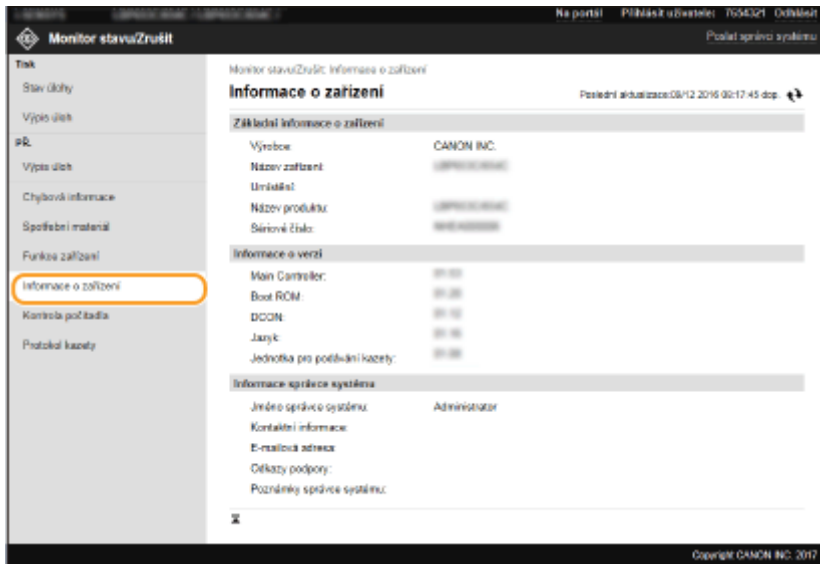 Na portál Přihlásit uživatele: 7654321 Odhlásit
Monitor stavu/Zrušit
Poslat správci systému
Tisk
Stav úlohy
Výpis úloh
PŘ.
Výpis úloh
Chybová informace
Spotřební materiál
Funkce zařízení
Informace o zařízení
Kontrola počítadla
Protokol kazety
Monitor stavu/Zrušit: Informace o zařízení
Informace o zařízení
Poslední aktualizace:09/12 2016 09:17:45 dop.
Základní informace o zařízení
Výrobce: CANON INC.
Název zařízení:
Umístění:
Název produktu:
Sériové číslo:
Informace o verzi
Main Controller:
Boot ROM:
DCON:
Jazyk:
Jednotka pro podávání kazety:
Informace správce systému
Jméno správce systému: Administrator
Kontaktní informace:
E-mailová adresa:
Odkazy podpory:
Poznámky správce systému:
Copyright CANON INC. 2017